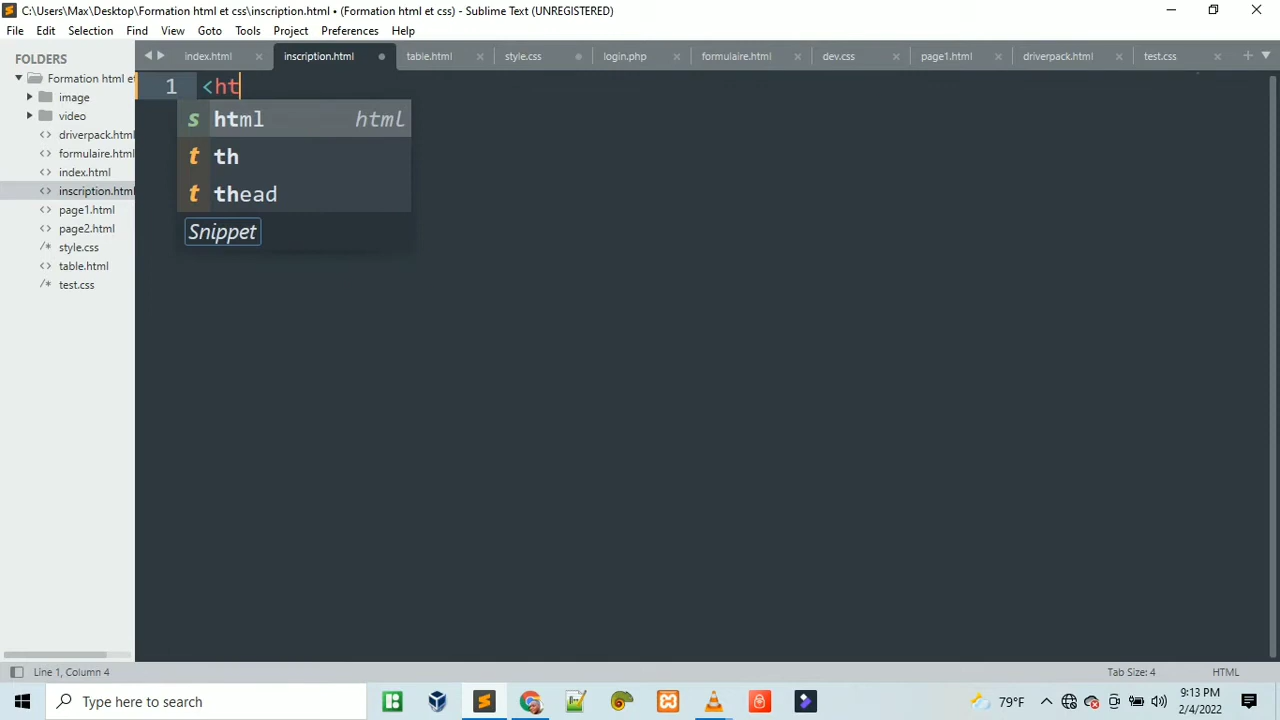 C:\Users\Max\Desktop\Formation html et css\inscription.html • (Formation html et css) - Sublime Text (UNREGISTERED)
File Edit Selection Find View Goto Tools Project Preferences Help
FOLDERS
Formation html et
image
video
driverpack.html
formulaire.html
index.html
inscription.html
page1.html
page2.html
style.css
table.html
test.css
index.html inscription.html table.html style.css login.php formulaire.html dev.css page1.html driverpack.html test.css
1 <ht
s html html
t th
t thead
Snippet
Line 1, Column 4 Tab Size: 4 HTML
Type here to search
79°F
9:13 PM
2/4/2022